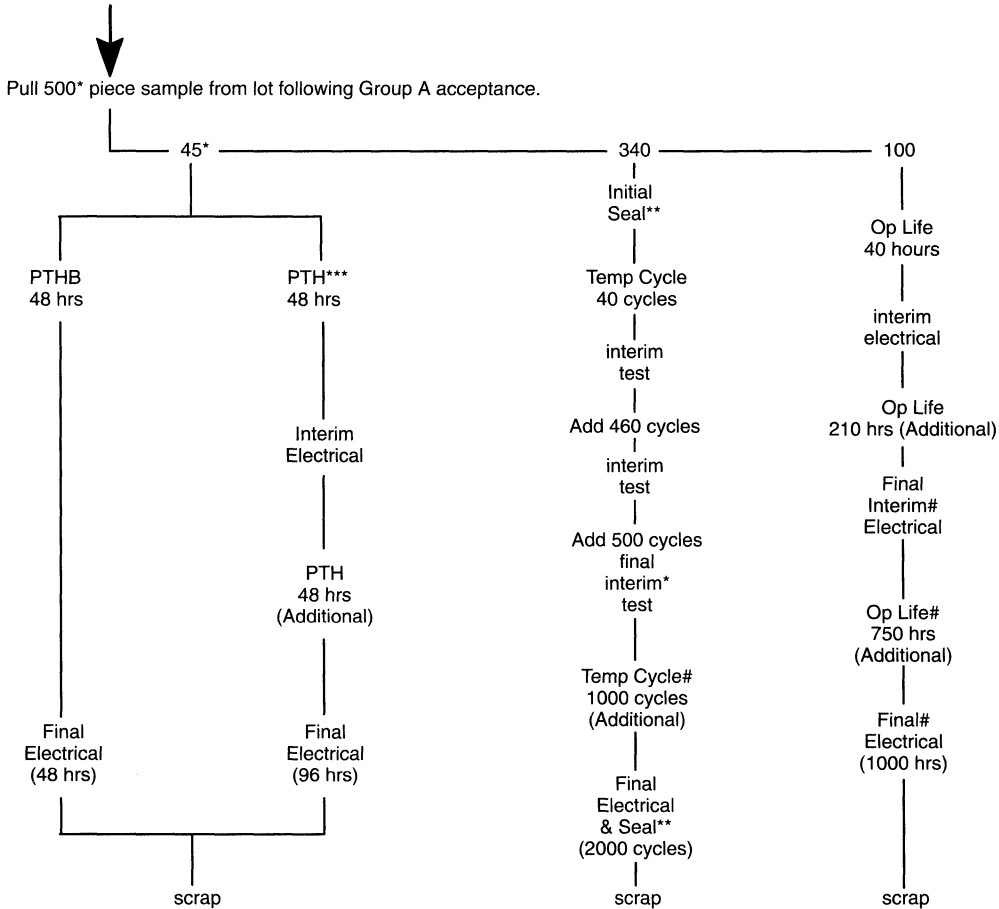 Pull 500* piece sample from lot following Group A acceptance.
45*
340
100
PTHB
48 hrs
Final
Electrical
(48 hrs)
PTH***
48 hrs
Interim
Electrical
PTH
48 hrs
(Additional)
Final
Electrical
(96 hrs)
scrap
Initial
Seal**
Temp Cycle
40 cycles
interim
test
Add 460 cycles
interim
test
Add 500 cycles
final
interim*
test
Temp Cycle#
1000 cycles
(Additional)
Final
Electrical
& Seal**
(2000 cycles)
scrap
Op Life
40 hours
interim
electrical
Op Life
210 hrs (Additional)
Final
Interim#
Electrical
Op Life#
750 hrs
(Additional)
Final#
Electrical
(1000 hrs)
scrap